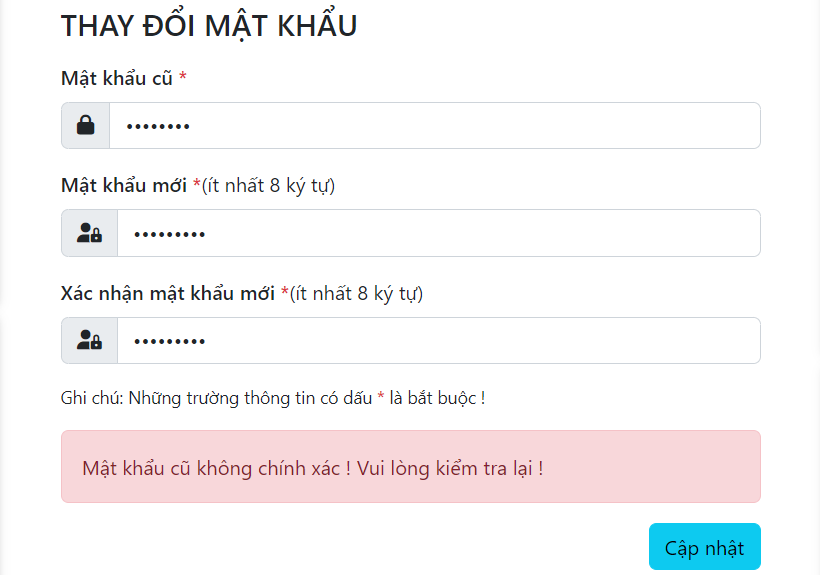 THAY ĐỔI MẬT KHẨU
Mật khẩu cũ *
••••••••
Mật khẩu mới *(ít nhất 8 ký tự)
•••••••••
Xác nhận mật khẩu mới *(ít nhất 8 ký tự)
•••••••••
Ghi chú: Những trường thông tin có dấu * là bắt buộc !
Mật khẩu cũ không chính xác ! Vui lòng kiểm tra lại !
Cập nhật